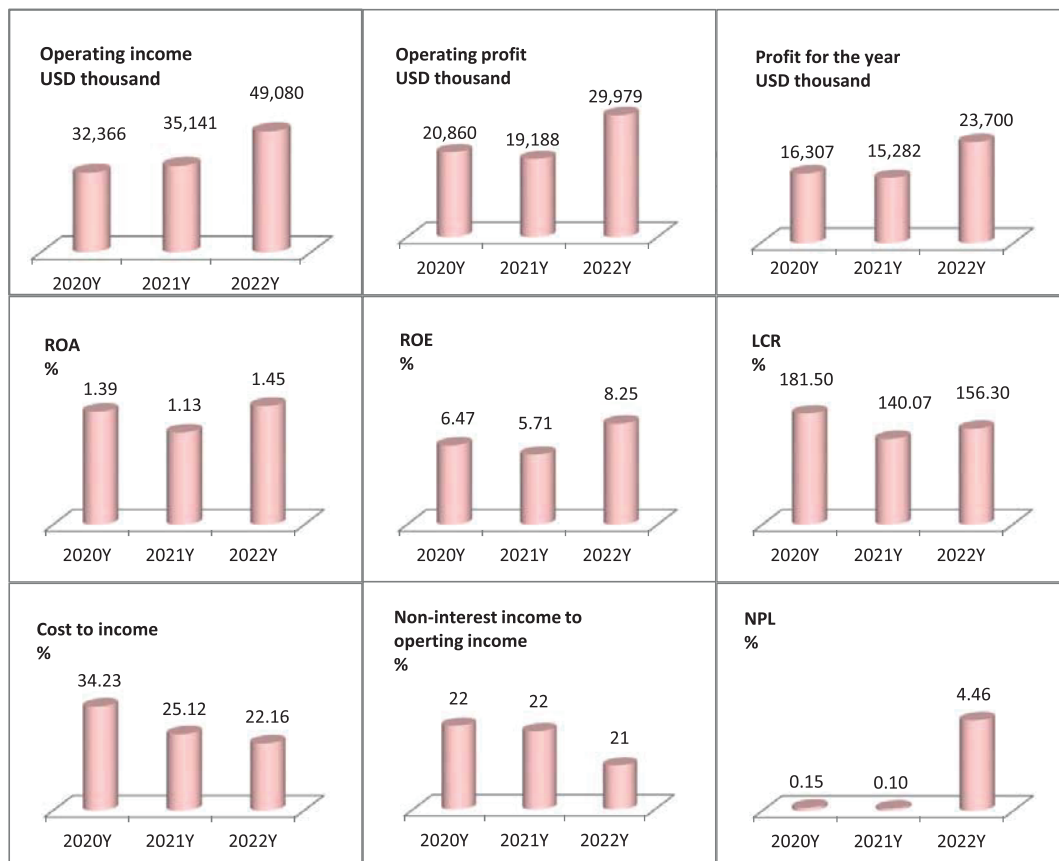 Operating income
USD thousand
32,366
35,141
49,080
2020Y 2021Y 2022Y
Operating profit
USD thousand
20,860
19,188
29,979
2020Y 2021Y 2022Y
Profit for the year
USD thousand
16,307
15,282
23,700
2020Y 2021Y 2022Y
ROA
%
1.39
1.13
1.45
2020Y 2021Y 2022Y
ROE
%
6.47
5.71
8.25
2020Y 2021Y 2022Y
LCR
%
181.50
140.07
156.30
2020Y 2021Y 2022Y
Cost to income
%
34.23
25.12
22.16
2020Y 2021Y 2022Y
Non-interest income to
operting income
%
22
22
21
2020Y 2021Y 2022Y
NPL
%
0.15
0.10
4.46
2020Y 2021Y 2022Y